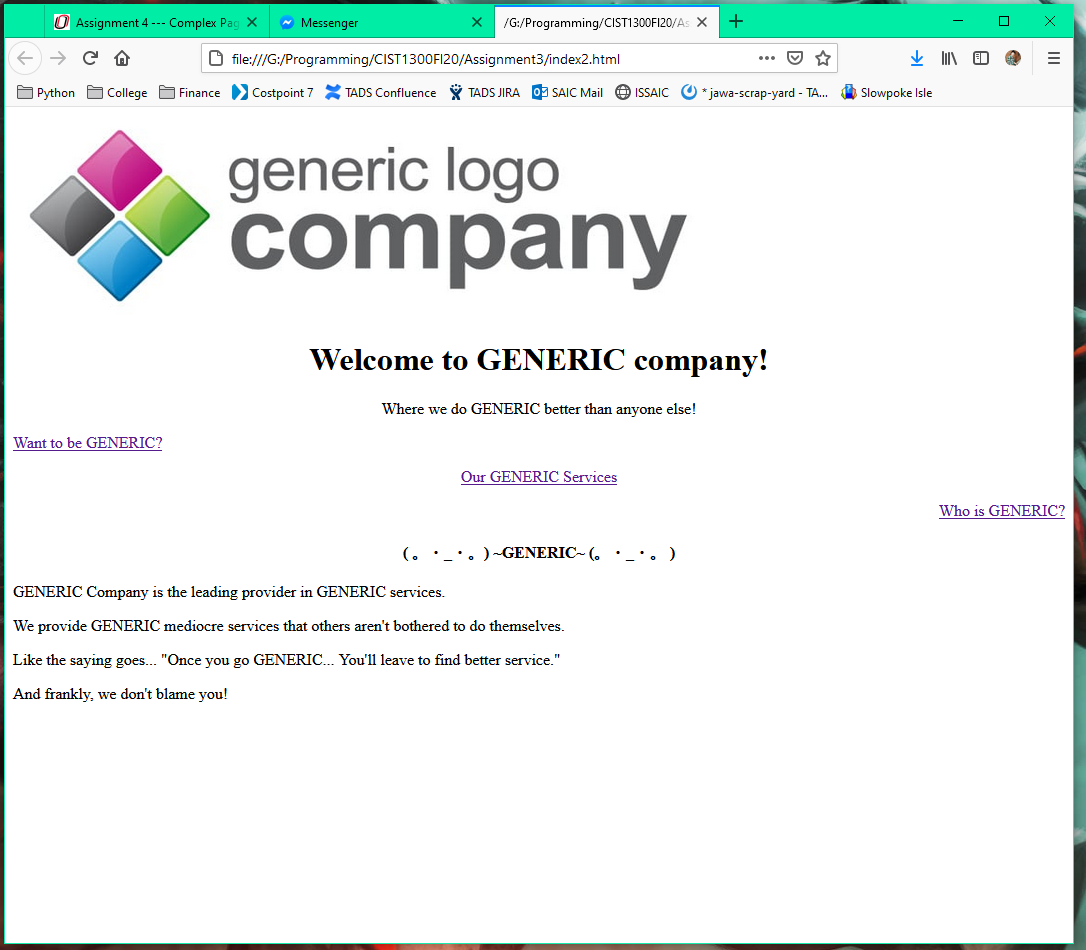 Assignment 4 --- Complex Pag
Messenger
/G:/Programming/CIST1300Fl20/As
file:///G:/Programming/CIST1300Fl20/Assignment3/index2.html
Python College Finance Costpoint 7 TADS Confluence TADS JIRA SAIC Mail ISSAIC * jawa-scrap-yard - TA... Slowpoke Isle
generic logo
company
Welcome to GENERIC company!
Where we do GENERIC better than anyone else!
Want to be GENERIC?
Our GENERIC Services
Who is GENERIC?
( 。 ・ _ ・ 。) ~GENERIC~ (。 ・ _ ・ 。 )
GENERIC Company is the leading provider in GENERIC services.
We provide GENERIC mediocre services that others aren't bothered to do themselves.
Like the saying goes... "Once you go GENERIC... You'll leave to find better service."
And frankly, we don't blame you!